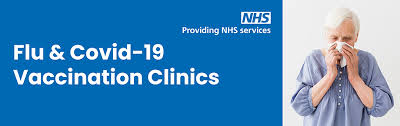 NHS
Providing NHS services
Flu & Covid-19
Vaccination Clinics